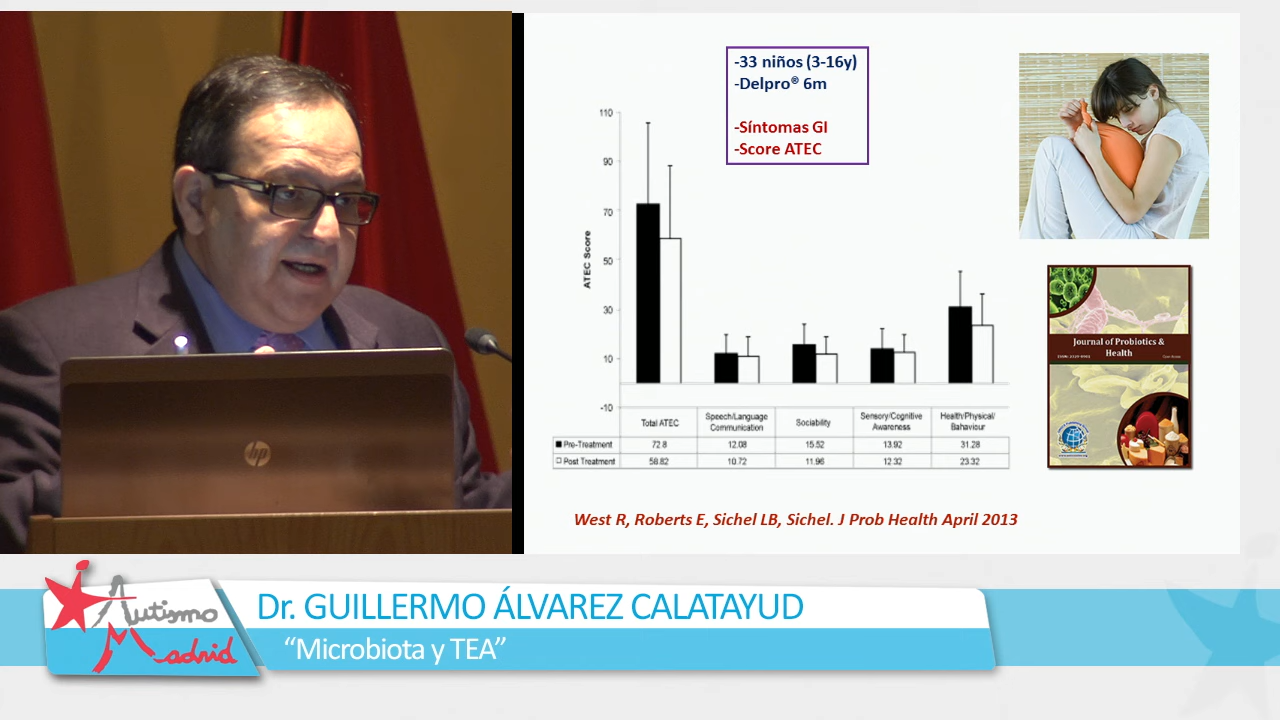 -33 niños (3-16y)
-Delpro® 6m
-Síntomas GI
-Score ATEC
110
90
70
50
30
10
-10
ATEC Score
Total ATEC
Speech/Language Communication
Sociability
Sensory/Cognitive Awareness
Health/Physical/ Bahaviour
Pre-Treatment 72.8 12.08 15.52 13.92 31.28
Post Treatment 58.82 10.72 11.96 12.32 23.32
Journal of Probiotics &
Health
West R, Roberts E, Sichel LB, Sichel. J Prob Health April 2013
hp
Autismo
Madrid
Dr. GUILLERMO ÁLVAREZ CALATAYUD
“Microbiota y TEA”